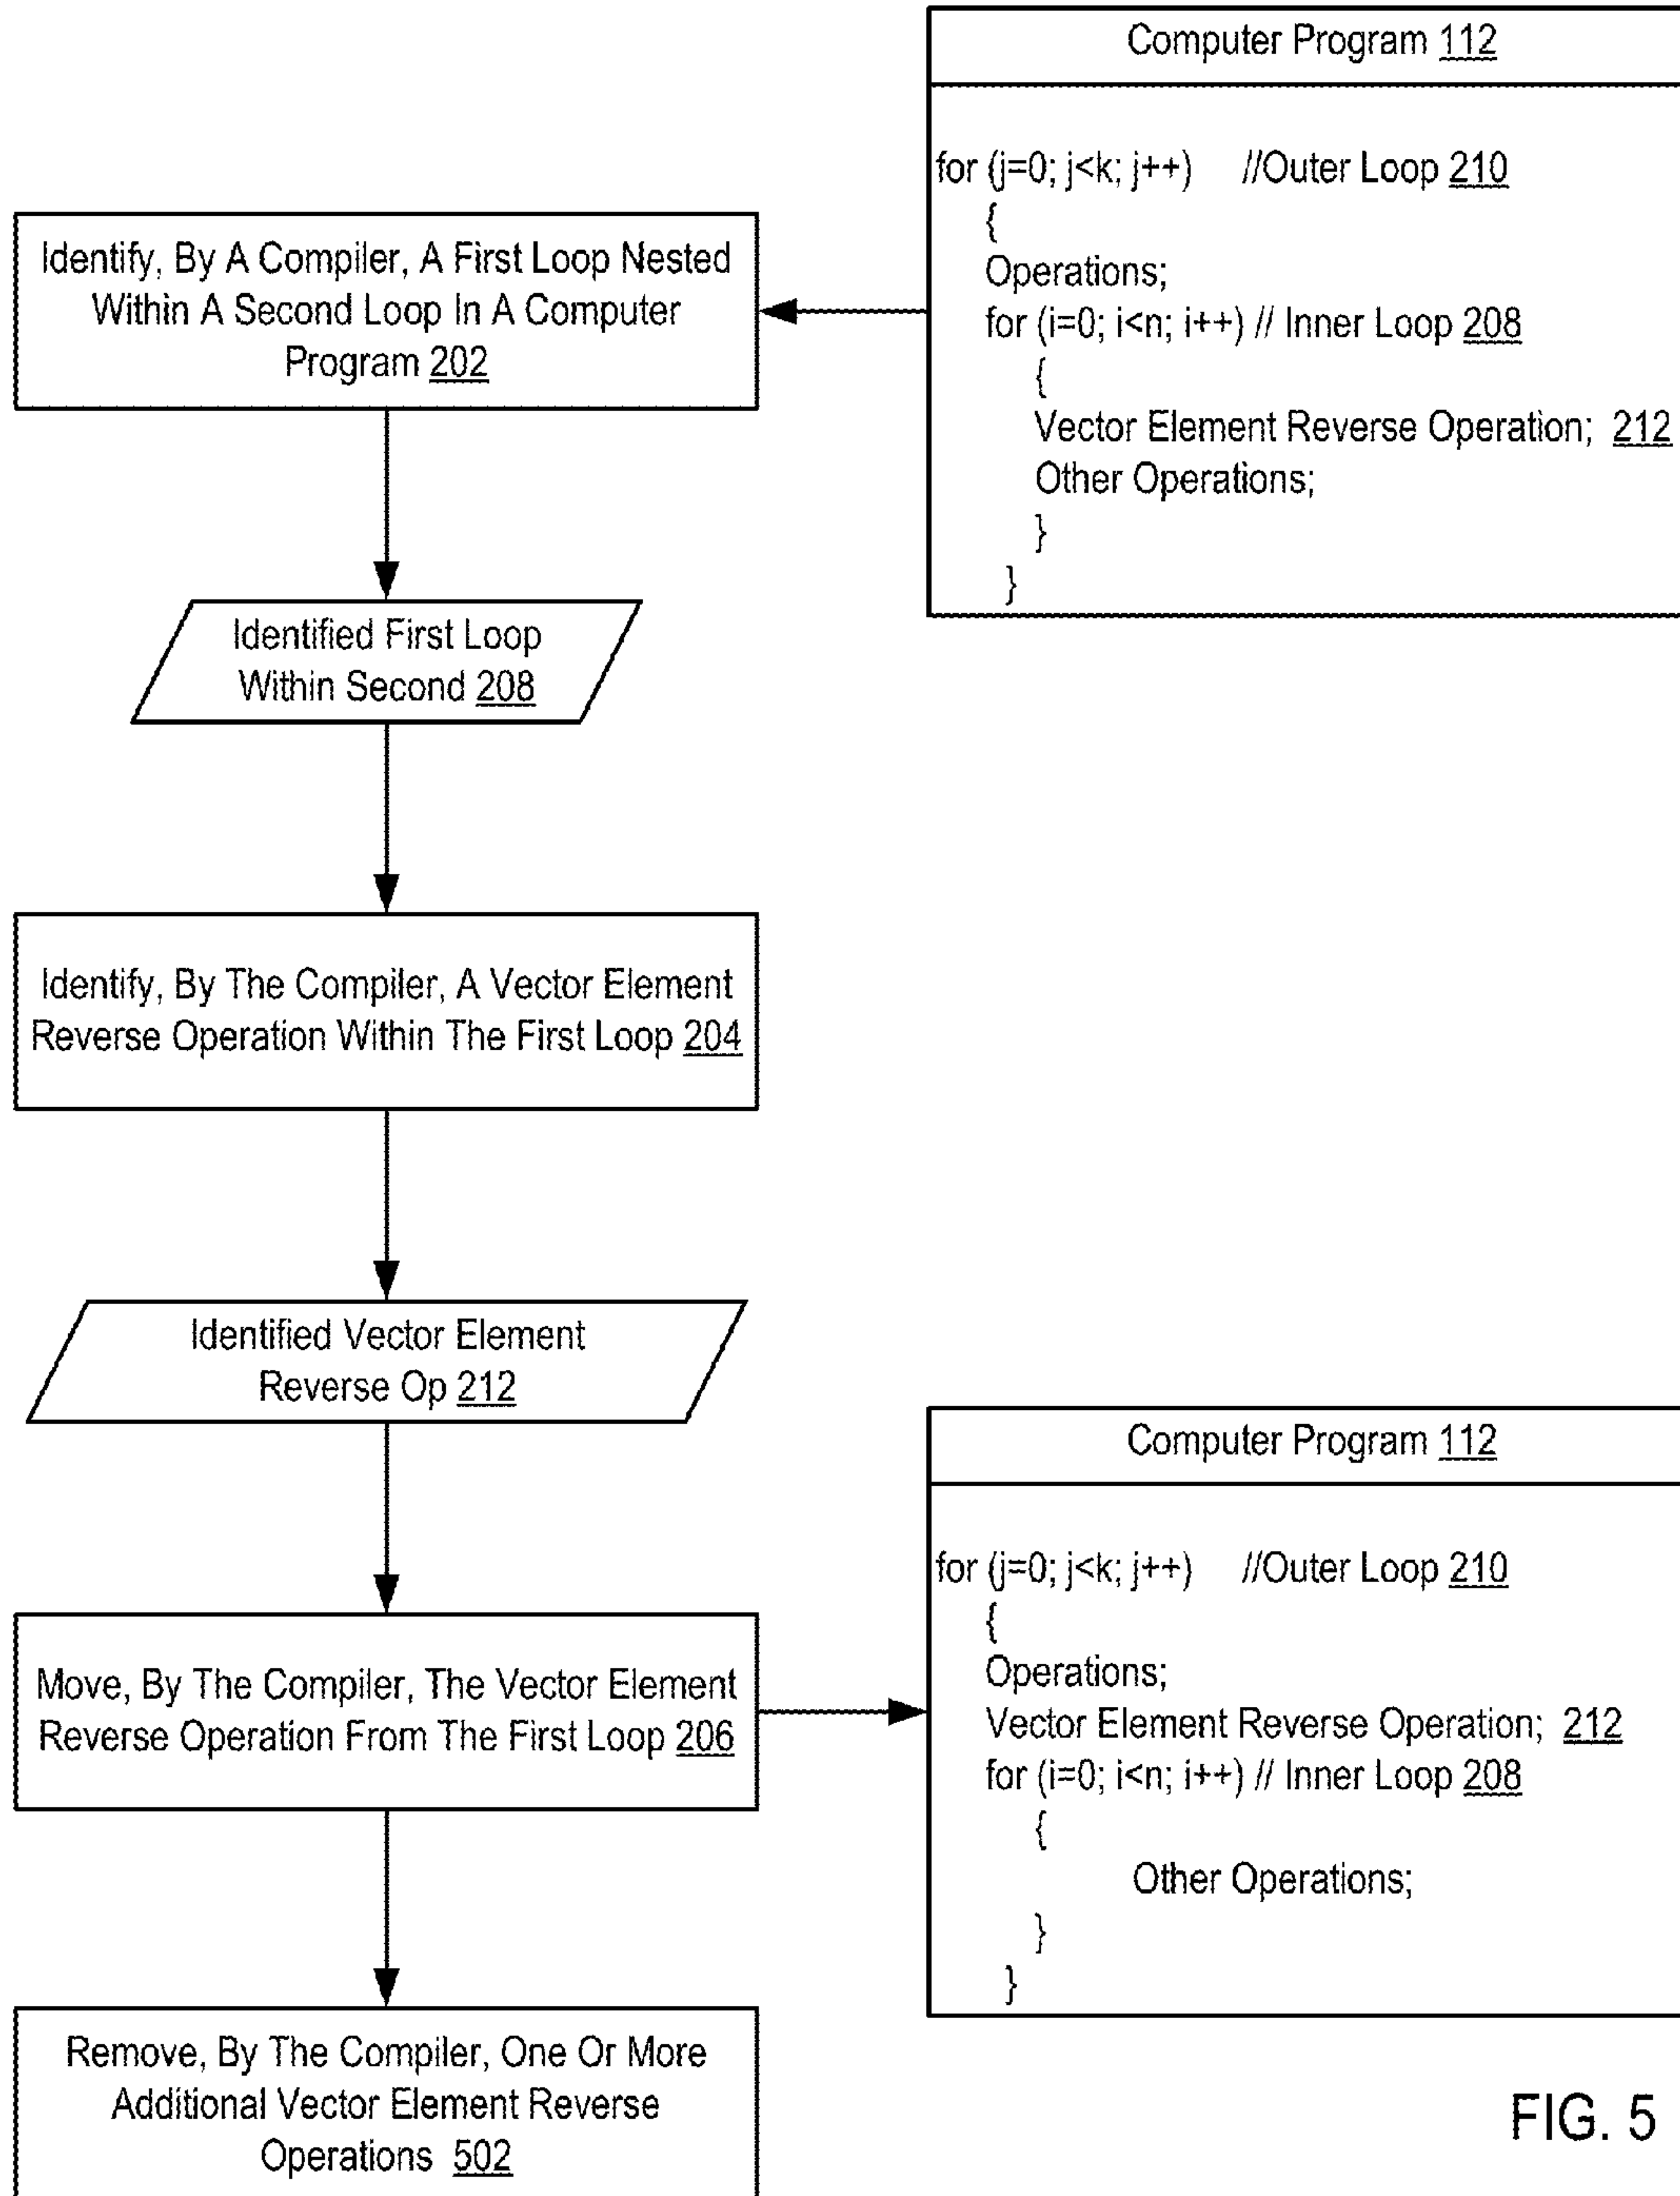 Computer Program 112
for (j=0; j<k; j++) //Outer Loop 210
{
Operations;
for (i=0; i<n; i++) // Inner Loop 208
{
Vector Element Reverse Operation; 212
Other Operations;
}
}
Identify, By A Compiler, A First Loop Nested
Within A Second Loop In A Computer
Program 202
Identified First Loop
Within Second 208
Identify, By The Compiler, A Vector Element
Reverse Operation Within The First Loop 204
Identified Vector Element
Reverse Op 212
Move, By The Compiler, The Vector Element
Reverse Operation From The First Loop 206
Computer Program 112
for (j=0; j<k; j++) //Outer Loop 210
{
Operations;
Vector Element Reverse Operation; 212
for (i=0; i<n; i++) // Inner Loop 208
{
Other Operations;
}
}
Remove, By The Compiler, One Or More
Additional Vector Element Reverse
Operations 502
FIG. 5